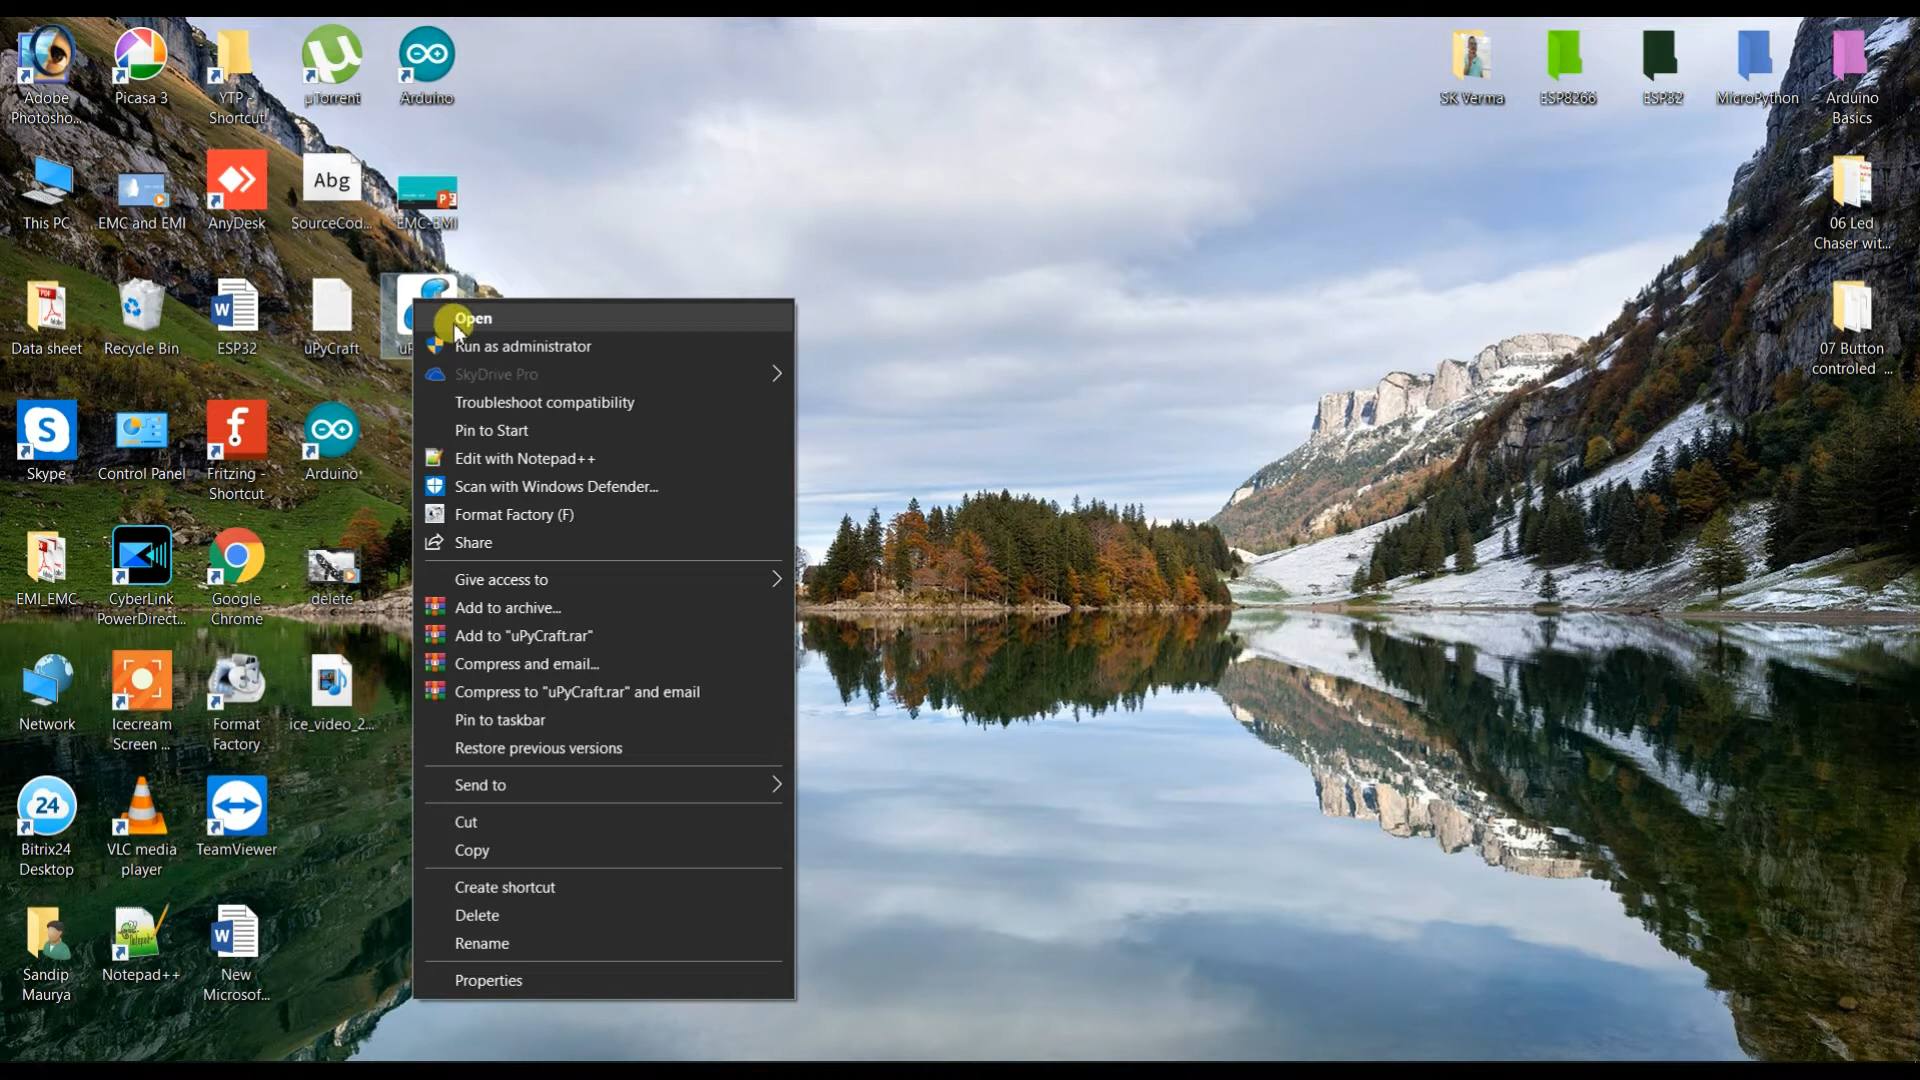 Adobe
Photosho...
Picasa 3
YTP -
Shortcut
µTorrent
Arduino
SK Verma
ESP8266
ESP32
MicroPython
Arduino
Basics
This PC
EMC and EMI
AnyDesk
Abg
SourceCod...
EMC-EMI
06 Led
Chaser wit...
Data sheet
Recycle Bin
ESP32
uPyCraft
07 Button
controled ...
Skype
Control Panel
Fritzing -
Shortcut
Arduino
EMI_EMC
CyberLink
PowerDirect...
Google
Chrome
delete
Network
Icecream
Screen ...
Format
Factory
ice_video_2...
24
Bitrix24
Desktop
VLC media
player
TeamViewer
Sandip
Maurya
Notepad++
New
Microsof...
Open
Run as administrator
SkyDrive Pro
Troubleshoot compatibility
Pin to Start
Edit with Notepad++
Scan with Windows Defender...
Format Factory (F)
Share
Give access to
Add to archive...
Add to "uPyCraft.rar"
Compress and email...
Compress to "uPyCraft.rar" and email
Pin to taskbar
Restore previous versions
Send to
Cut
Copy
Create shortcut
Delete
Rename
Properties